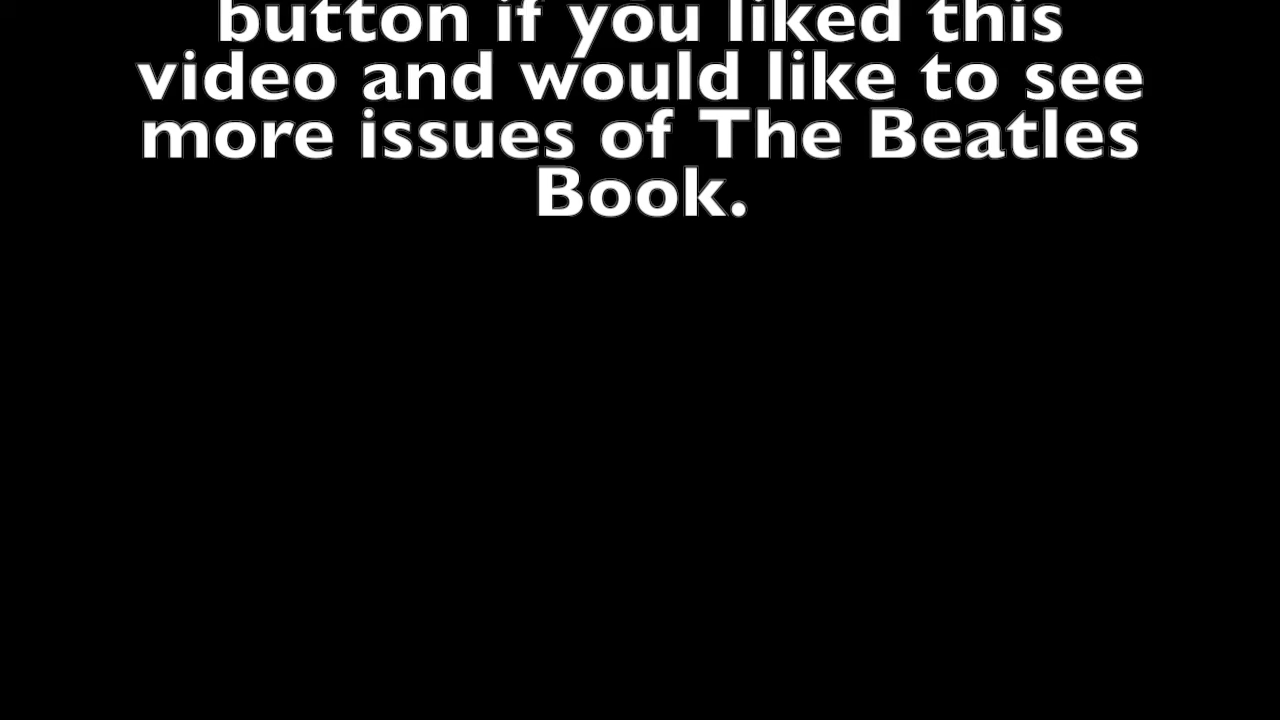 button if you liked this
video and would like to see
more issues of The Beatles
Book.